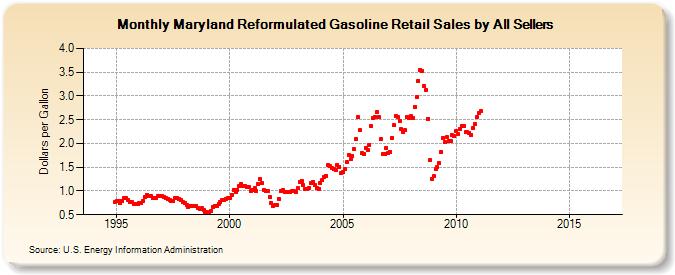 Monthly Maryland Reformulated Gasoline Retail Sales by All Sellers
Dollars per Gallon
4.0
3.5
3.0
2.5
2.0
1.5
1.0
0.5
1995 2000 2005 2010 2015
Source: U.S. Energy Information Administration